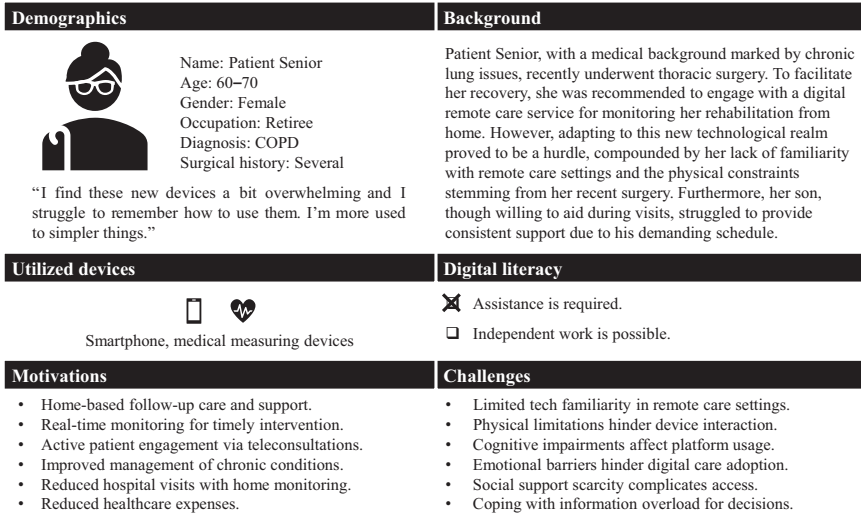 Demographics
Name: Patient Senior
Age: 60–70
Gender: Female
Occupation: Retiree
Diagnosis: COPD
Surgical history: Several
“I find these new devices a bit overwhelming and I
struggle to remember how to use them. I’m more used
to simpler things.”
Background
Patient Senior, with a medical background marked by chronic
lung issues, recently underwent thoracic surgery. To facilitate
her recovery, she was recommended to engage with a digital
remote care service for monitoring her rehabilitation from
home. However, adapting to this new technological realm
proved to be a hurdle, compounded by her lack of familiarity
with remote care settings and the physical constraints
stemming from her recent surgery. Furthermore, her son,
though willing to aid during visits, struggled to provide
consistent support due to his demanding schedule.
Utilized devices
Smartphone, medical measuring devices
Digital literacy
Assistance is required.
Independent work is possible.
Motivations
• Home-based follow-up care and support.
• Real-time monitoring for timely intervention.
• Active patient engagement via teleconsultations.
• Improved management of chronic conditions.
• Reduced hospital visits with home monitoring.
• Reduced healthcare expenses.
Challenges
• Limited tech familiarity in remote care settings.
• Physical limitations hinder device interaction.
• Cognitive impairments affect platform usage.
• Emotional barriers hinder digital care adoption.
• Social support scarcity complicates access.
• Coping with information overload for decisions.